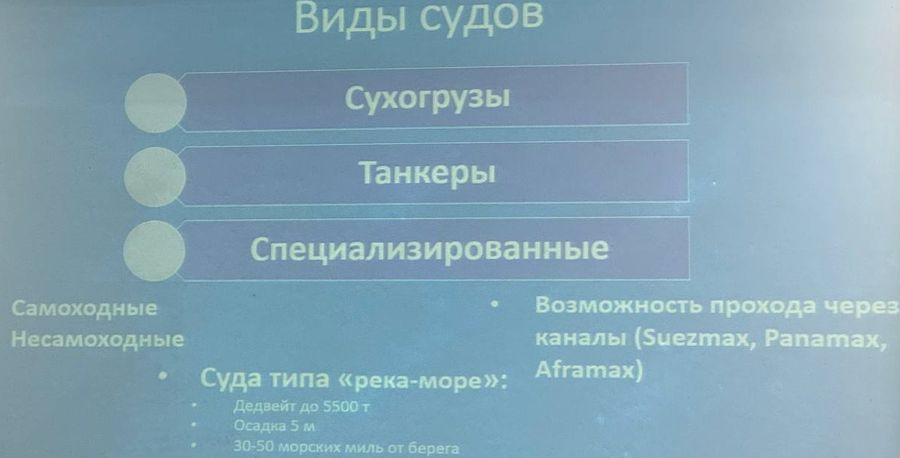 Виды судов
Сухогрузы
Танкеры
Специализированные
Самоходные
Несамоходные
• Возможность прохода через
каналы (Suezmax, Panamax,
Aframax)
• Суда типа «река-море»:
• Дедвейт до 5500 т
• Осадка 5 м
• 30-50 морских миль от берега